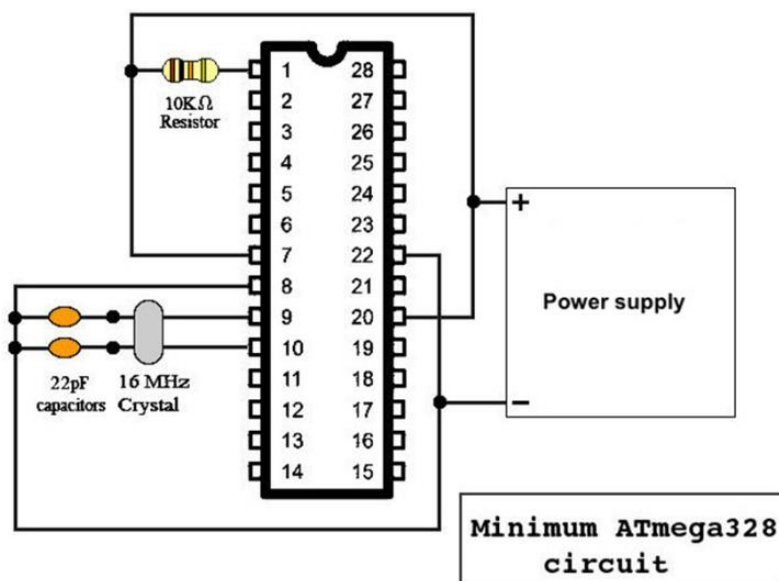 1 28
10KΩ
Resistor
2 27
3 26
4 25
5 24
6 23
+
7 22
8 21
Power supply
9 20
10 19
22pF
capacitors
16 MHz
Crystal
11 18
12 17
−
13 16
14 15
Minimum ATmega328
circuit